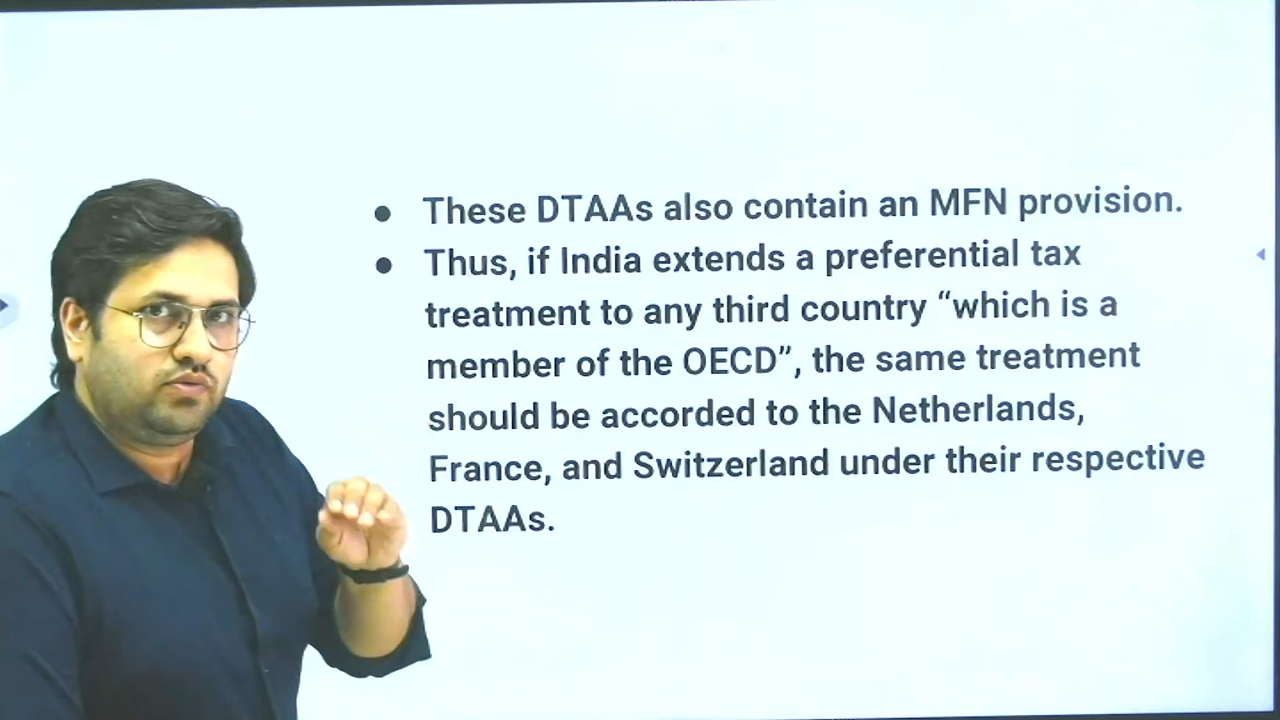 ● These DTAAs also contain an MFN provision.
● Thus, if India extends a preferential tax
treatment to any third country “which is a
member of the OECD”, the same treatment
should be accorded to the Netherlands,
France, and Switzerland under their respective
DTAAs.